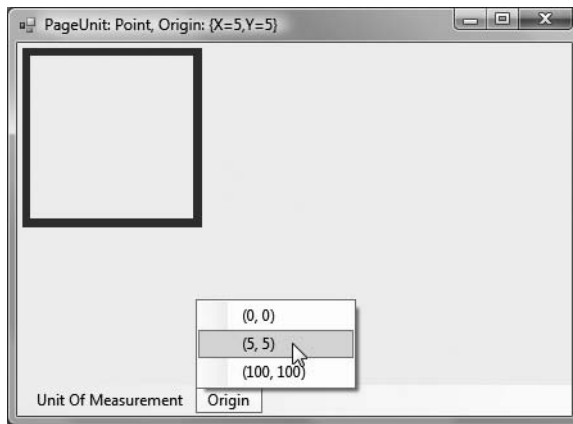 PageUnit: Point, Origin: {X=5,Y=5}
(0, 0)
(5, 5)
(100, 100)
Unit Of Measurement Origin